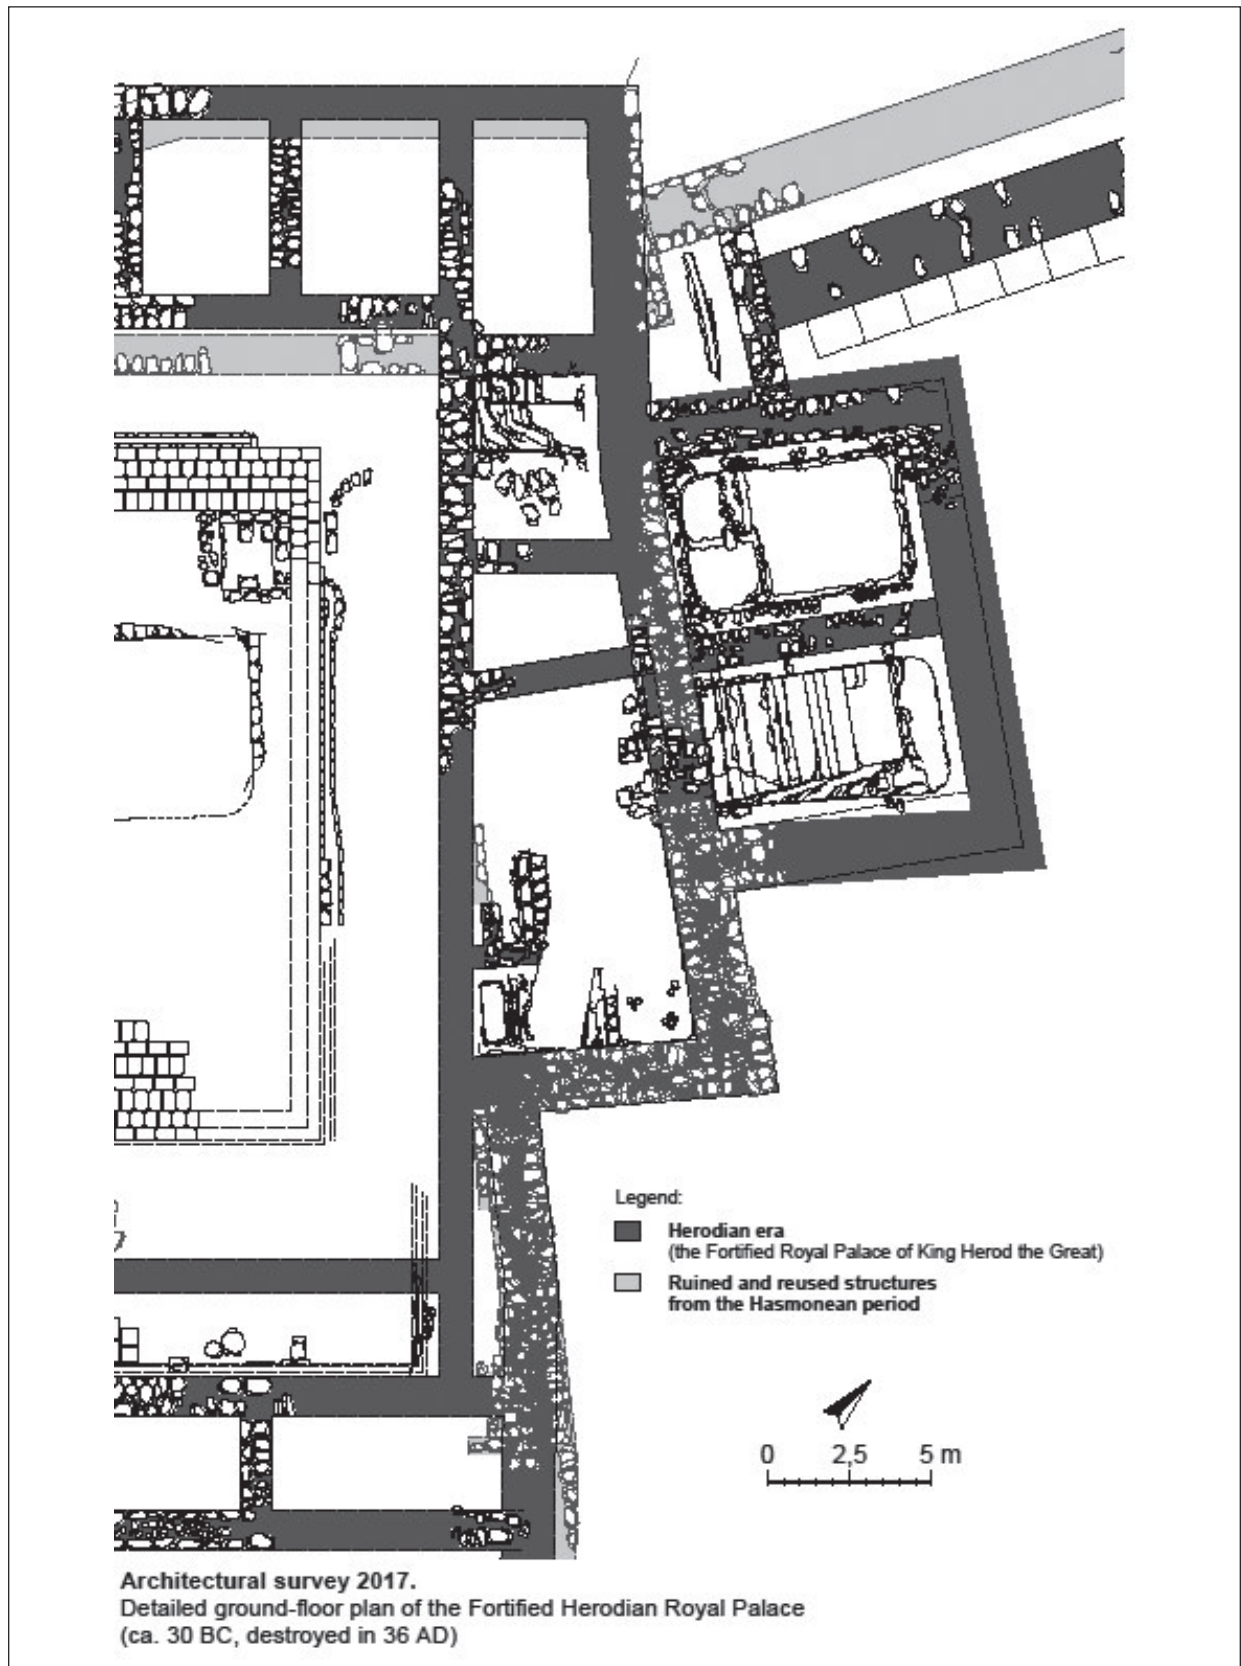 Legend:
Herodian era
(the Fortified Royal Palace of King Herod the Great)
Ruined and reused structures
from the Hasmonean period
0 2,5 5 m
Architectural survey 2017.
Detailed ground-floor plan of the Fortified Herodian Royal Palace
(ca. 30 BC, destroyed in 36 AD)